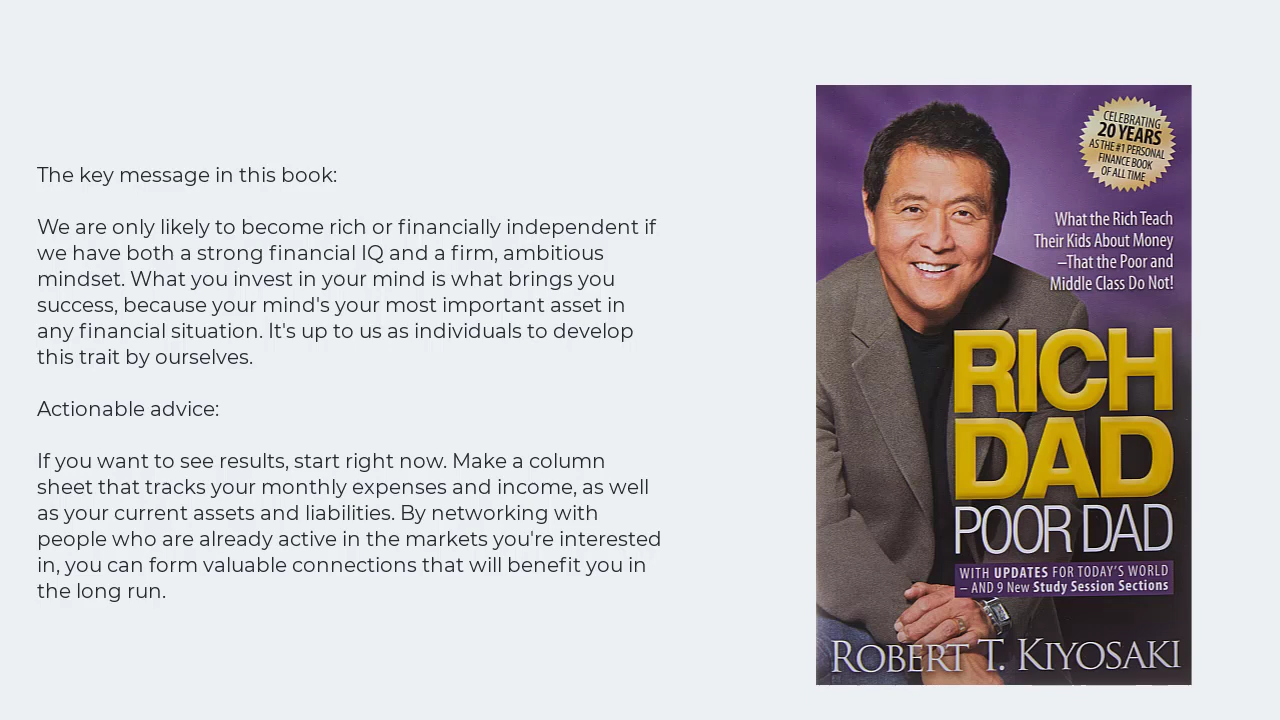 The key message in this book:
We are only likely to become rich or financially independent if
we have both a strong financial IQ and a firm, ambitious
mindset. What you invest in your mind is what brings you
success, because your mind's your most important asset in
any financial situation. It's up to us as individuals to develop
this trait by ourselves.
Actionable advice:
If you want to see results, start right now. Make a column
sheet that tracks your monthly expenses and income, as well
as your current assets and liabilities. By networking with
people who are already active in the markets you're interested
in, you can form valuable connections that will benefit you in
the long run.
CELEBRATING
20 YEARS
AS THE #1 PERSONAL
FINANCE BOOK
OF ALL TIME
What the Rich Teach
Their Kids About Money
–That the Poor and
Middle Class Do Not!
RICH
DAD
POOR DAD
WITH UPDATES FOR TODAY'S WORLD
– AND 9 New Study Session Sections
ROBERT T. KIYOSAKI